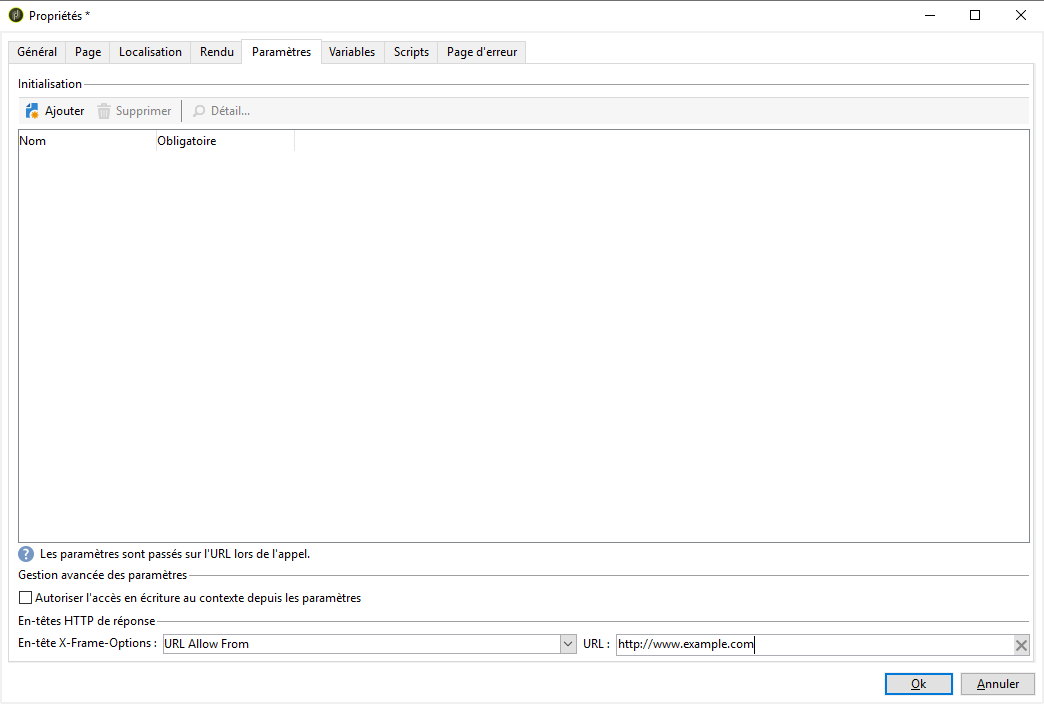 Propriétés *
Général Page Localisation Rendu Paramètres Variables Scripts Page d'erreur
Initialisation
Ajouter Supprimer Détail...
Nom Obligatoire
Les paramètres sont passés sur l'URL lors de l'appel.
Gestion avancée des paramètres
Autoriser l'accès en écriture au contexte depuis les paramètres
En-têtes HTTP de réponse
En-tête X-Frame-Options : URL Allow From URL : http://www.example.com
Ok Annuler